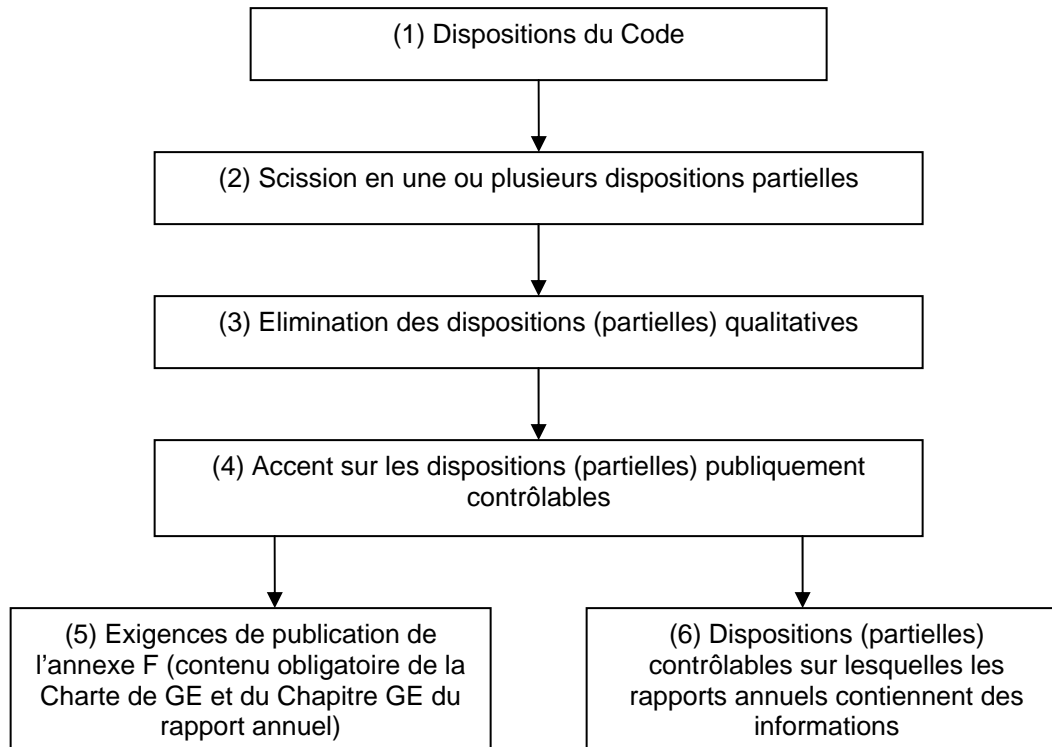 (1) Dispositions du Code
(2) Scission en une ou plusieurs dispositions partielles
(3) Elimination des dispositions (partielles) qualitatives
(4) Accent sur les dispositions (partielles) publiquement
contrôlables
(5) Exigences de publication de
l'annexe F (contenu obligatoire de la
Charte de GE et du Chapitre GE du
rapport annuel)
(6) Dispositions (partielles)
contrôlables sur lesquelles les
rapports annuels contiennent des
informations